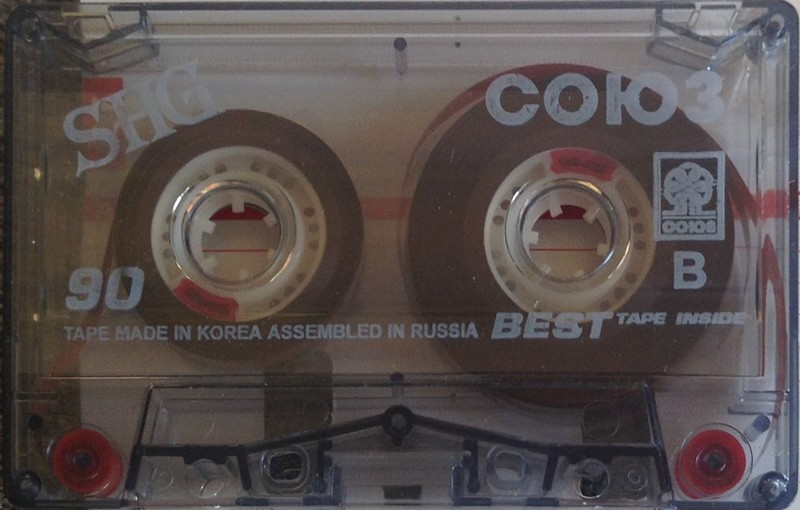 SHG
СОЮЗ
СОЮЗ
B
90
TAPE MADE IN KOREA ASSEMBLED IN RUSSIA
BEST TAPE INSIDE